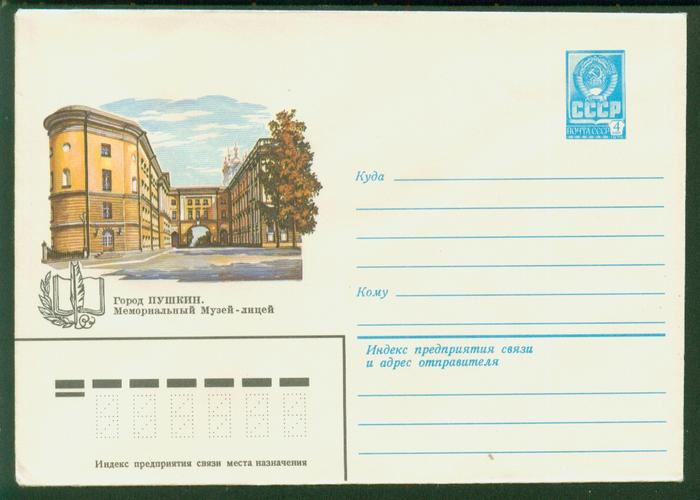 СССР
ПОЧТА СССР 4
Куда
Кому
Город ПУШКИН.
Мемориальный Музей-лицей
Индекс предприятия связи
и адрес отправителя
Индекс предприятия связи места назначения